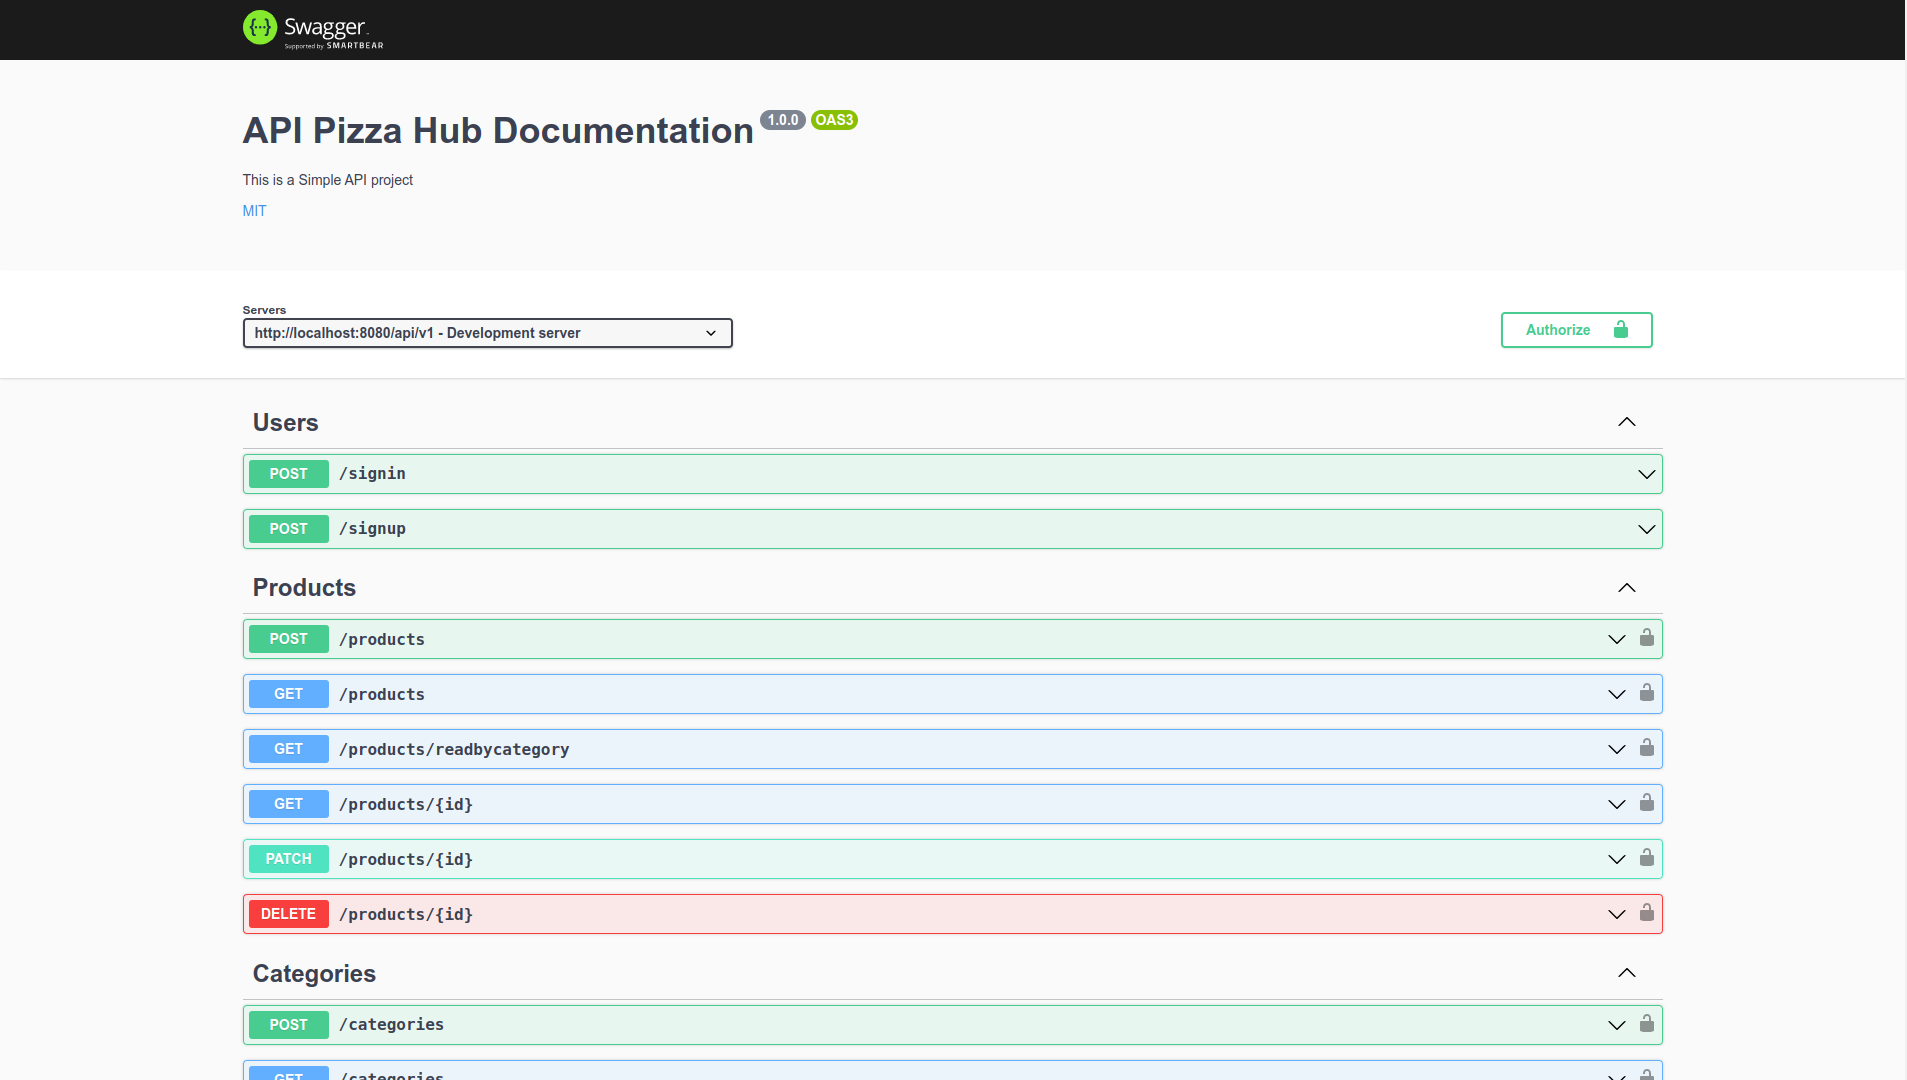 Swagger
Supported by SMARTBEAR
API Pizza Hub Documentation 1.0.0 OAS3
This is a Simple API project
MIT
Servers
http://localhost:8080/api/v1 - Development server
Authorize
Users
POST /signin
POST /signup
Products
POST /products
GET /products
GET /products/readbycategory
GET /products/{id}
PATCH /products/{id}
DELETE /products/{id}
Categories
POST /categories
GET /categories